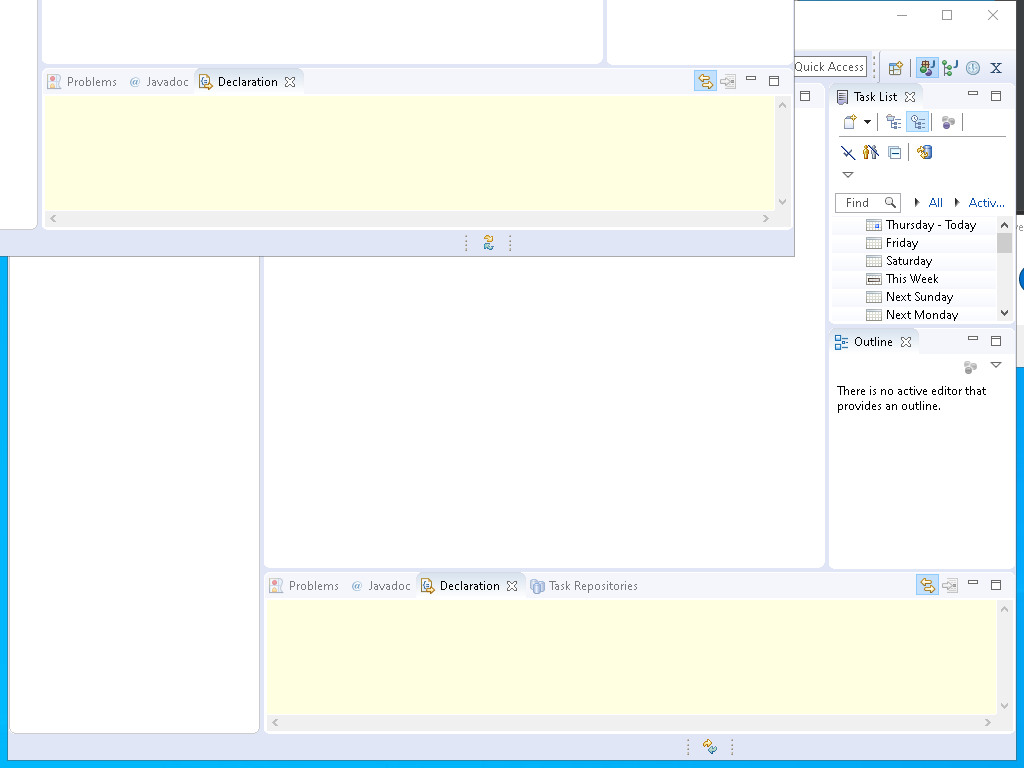 Problems @ Javadoc Declaration
Quick Access
Task List
Find All Activ...
Thursday - Today
Friday
Saturday
This Week
Next Sunday
Next Monday
Outline
There is no active editor that
provides an outline.
Problems @ Javadoc Declaration Task Repositories